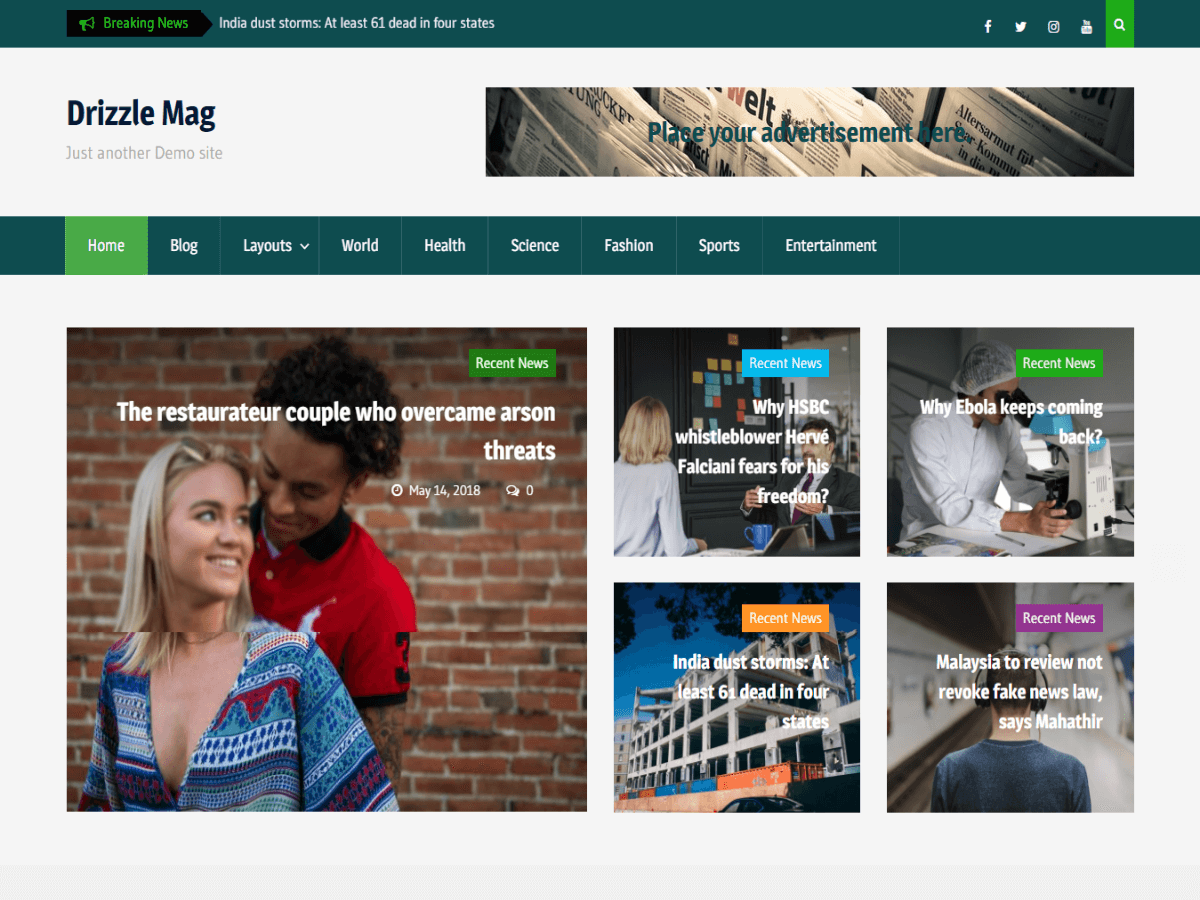 Breaking News
India dust storms: At least 61 dead in four states
Drizzle Mag
Just another Demo site
Welt
Altersarmut
Place your advertisement here
Home
Blog
Layouts
World
Health
Science
Fashion
Sports
Entertainment
Recent News
The restaurateur couple who overcame arson
threats
May 14, 2018
0
Recent News
Why HSBC
whistleblower Hervé
Falciani fears for his
freedom?
Recent News
Why Ebola keeps coming
back?
Recent News
India dust storms: At
least 61 dead in four
states
Recent News
Malaysia to review not
revoke fake news law,
says Mahathir